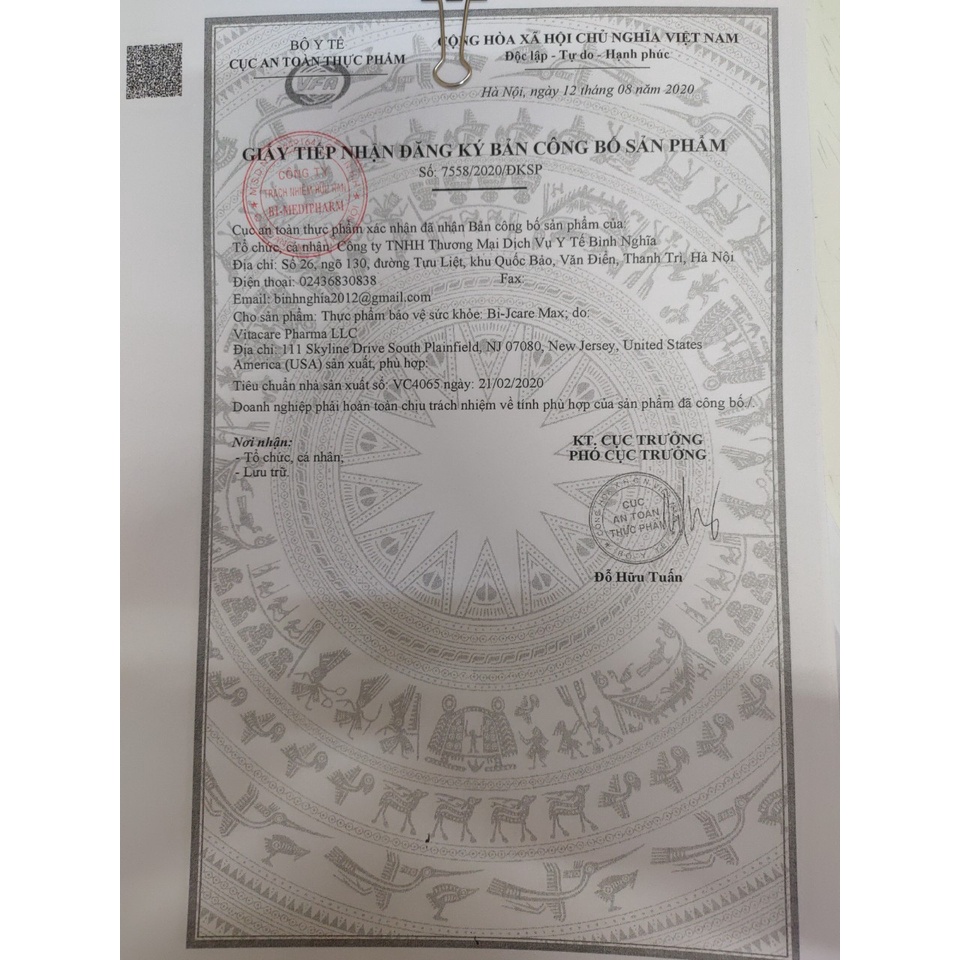 BỘ Y TẾ
CỤC AN TOÀN THỰC PHẨM
VFA
CỘNG HÒA XÃ HỘI CHỦ NGHĨA VIỆT NAM
Độc lập - Tự do - Hạnh phúc
Hà Nội, ngày 12 tháng 08 năm 2020
GIẤY TIẾP NHẬN ĐĂNG KÝ BẢN CÔNG BỐ SẢN PHẨM
Số: 7558/2020/ĐKSP
CÔNG TY
TRÁCH NHIỆM HỮU HẠN
BI-MEDIPHARM
Cục an toàn thực phẩm xác nhận đã nhận Bản công bố sản phẩm của:
Tổ chức, cá nhân: Công ty TNHH Thương Mại Dịch Vụ Y Tế Bình Nghĩa
Địa chỉ: Số 26, ngõ 130, đường Tựu Liệt, khu Quốc Bảo, Văn Điển, Thanh Trì, Hà Nội
Điện thoại: 02436830838 Fax:
Email: binhnghia2012@gmail.com
Cho sản phẩm: Thực phẩm bảo vệ sức khỏe: Bi-Jcare Max; do:
Vitacare Pharma LLC
Địa chỉ: 111 Skyline Drive South Plainfield, NJ 07080, New Jersey, United States
America (USA) sản xuất, phù hợp:
Tiêu chuẩn nhà sản xuất số: VC4065 ngày: 21/02/2020
Doanh nghiệp phải hoàn toàn chịu trách nhiệm về tính phù hợp của sản phẩm đã công bố./.
Nơi nhận:
- Tổ chức, cá nhân;
- Lưu trữ.
KT. CỤC TRƯỞNG
PHÓ CỤC TRƯỞNG
CỤC
AN TOÀN
THỰC PHẨM
Đỗ Hữu Tuấn